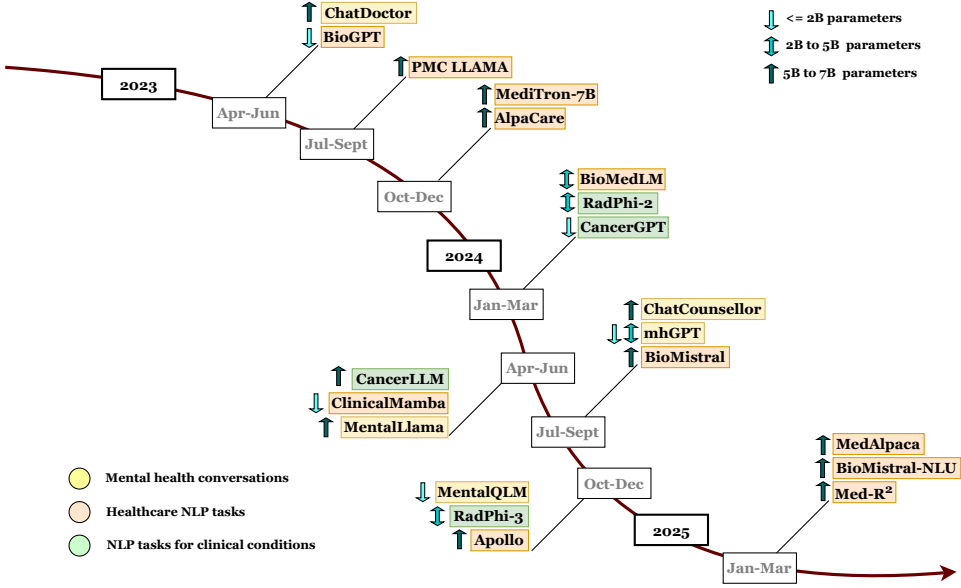 ChatDoctor
BioGPT
<= 2B parameters
2B to 5B parameters
5B to 7B parameters
2023
Apr-Jun
PMC LLAMA
Jul-Sept
MediTron-7B
AlpaCare
Oct-Dec
BioMedLM
RadPhi-2
CancerGPT
2024
Jan-Mar
ChatCounsellor
mhGPT
BioMistral
Apr-Jun
CancerLLM
ClinicalMamba
MentalLlama
Jul-Sept
MedAlpaca
BioMistral-NLU
Med-R²
Oct-Dec
MentalQLM
RadPhi-3
Apollo
2025
Jan-Mar
Mental health conversations
Healthcare NLP tasks
NLP tasks for clinical conditions